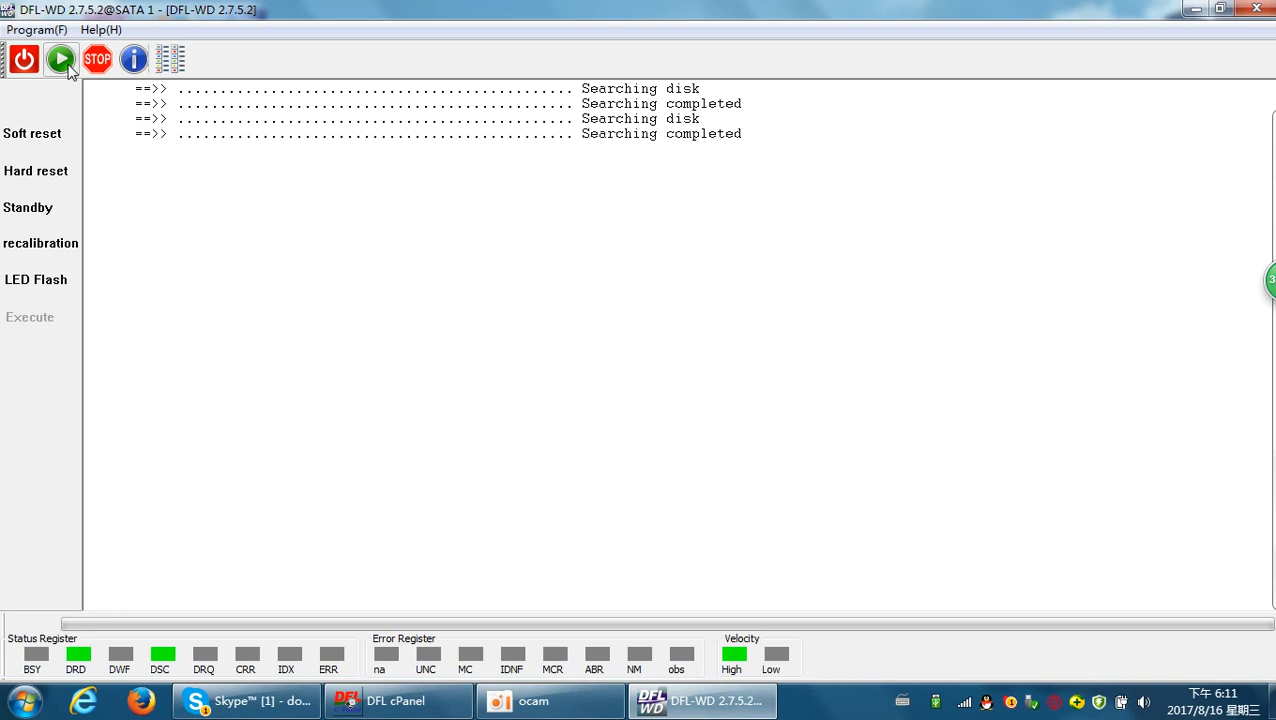 DFL-WD 2.7.5.2@SATA 1 - [DFL-WD 2.7.5.2]
Program(F) Help(H)
STOP
==>> ............................................... Searching disk
==>> ............................................... Searching completed
==>> ............................................... Searching disk
==>> ............................................... Searching completed
Soft reset
Hard reset
Standby
recalibration
LED Flash
Execute
Status Register
BSY DRD DWF DSC DRQ CRR IDX ERR
Error Register
na UNC MC IDNF MCR ABR NM obs
Velocity
High Low
Skype™ [1] - do...
DFL cPanel
ocam
DFL WD
DFL-WD 2.7.5.2...
下午 6:11
2017/8/16 星期三